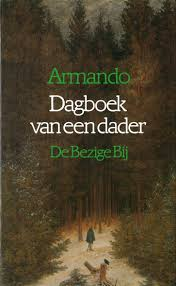 Armando
Dagboek
van een dader
De Bezige Bij